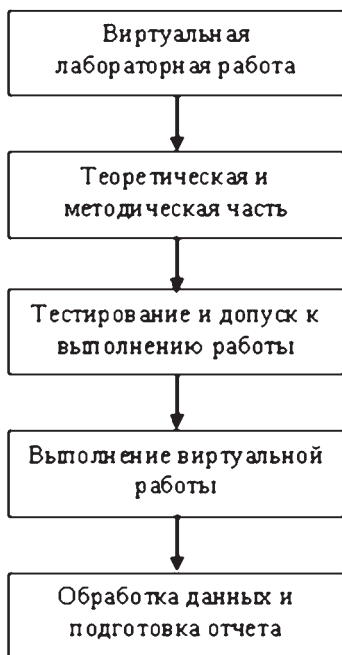 Виртуальная
лабораторная работа
Теоретическая и
методическая часть
Тестирование и допуск к
выполнению работы
Выполнение виртуальной
работы
Обработка данных и
подготовка отчета